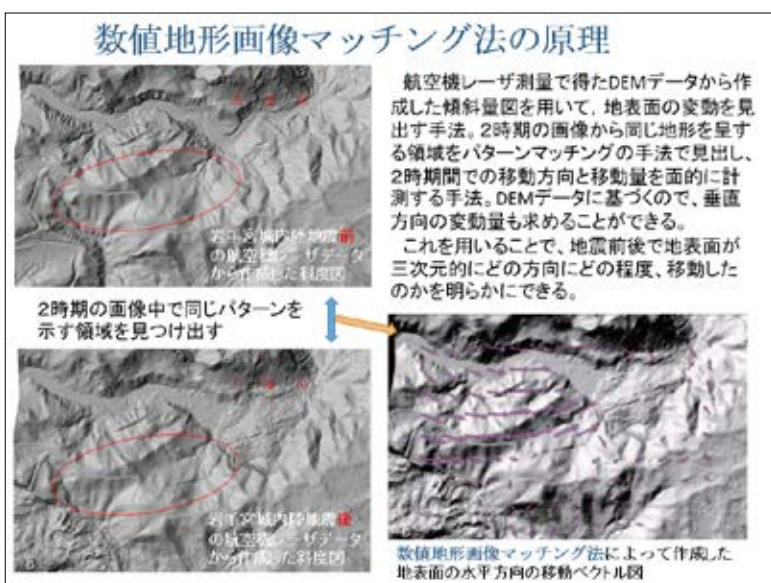 数値地形画像マッチング法の原理
航空機レーザ測量で得たDEMデータから作
成した傾斜量図を用いて、地表面の変動を見
出す手法。2時期の画像から同じ地形を呈す
る領域をパターンマッチングの手法で見出し、
2時期間での移動方向と移動量を面的に計
測する手法。DEMデータに基づくので、垂直
方向の変動量も求めることができる。
これを用いることで、地震前後で地表面が
三次元的にどの方向にどの程度、移動した
のかを明らかにできる。
岩手宮城内陸地震前
の航空機レーザデータ
から作成した斜度図
2時期の画像中で同じパターンを
示す領域を見つけ出す
岩手宮城内陸地震後
の航空機レーザデータ
から作成した斜度図
数値地形画像マッチング法によって作成した
地表面の水平方向の移動ベクトル図